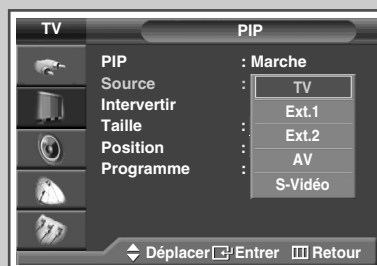 TV PIP
PIP : Marche
Source : TV
Intervertir Ext.1
Taille : Ext.2
Position : AV
Programme : S-Vidéo
Déplacer Entrer Retour